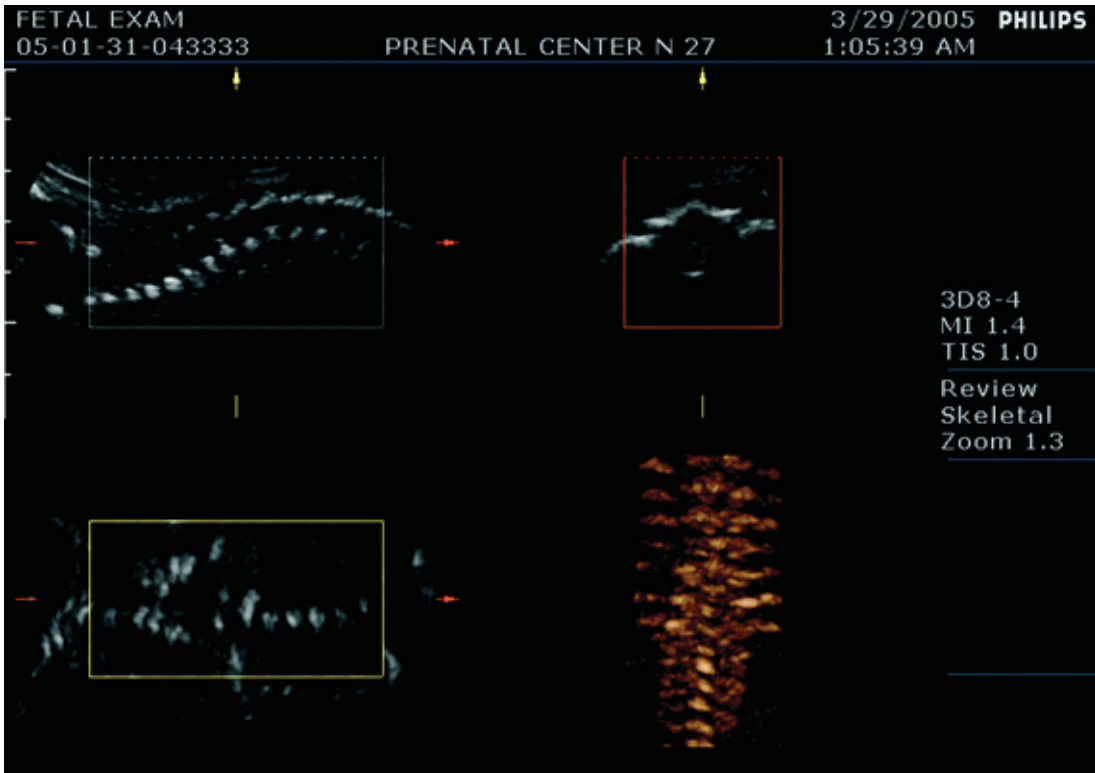 FETAL EXAM
05-01-31-043333
PRENATAL CENTER N 27
3/29/2005
1:05:39 AM
PHILIPS
3D8-4
MI 1.4
TIS 1.0
Review
Skeletal
Zoom 1.3